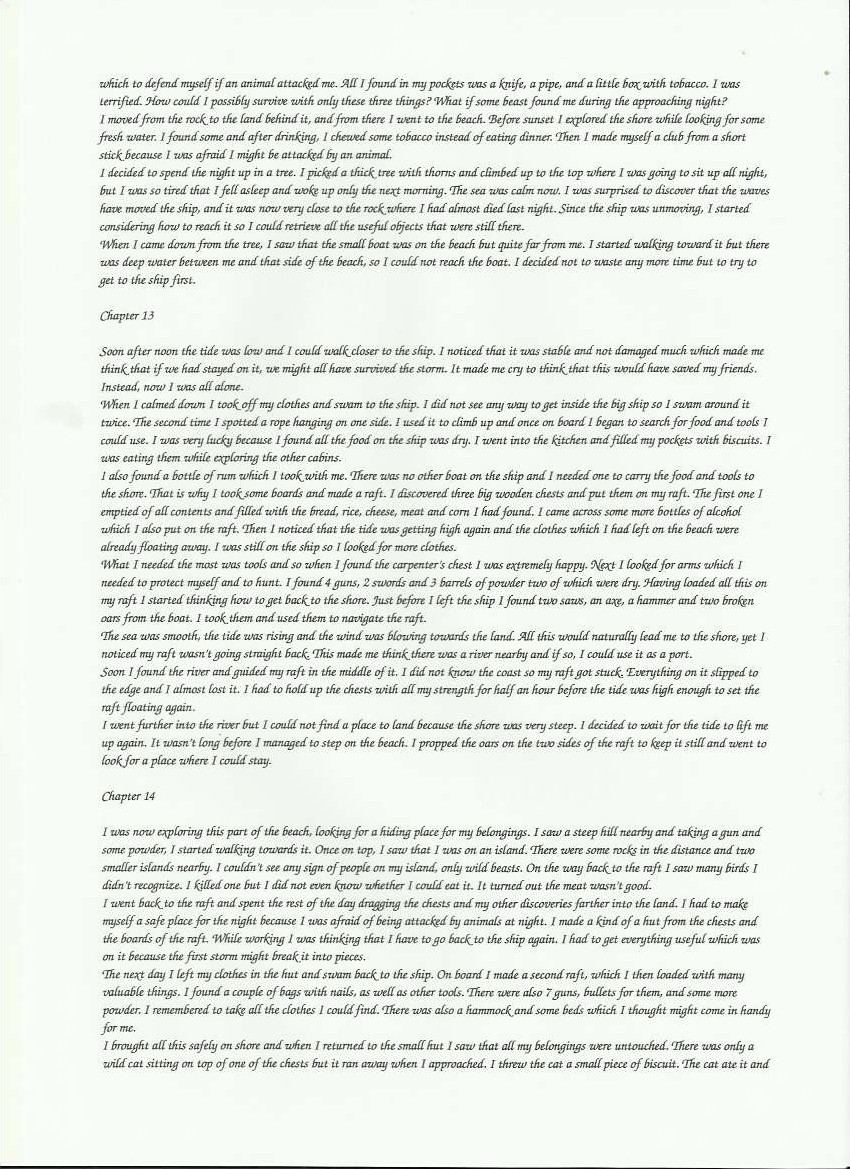 which to defend myself if an animal attacked me. All I found in my pockets was a knife, a pipe, and a little box with tobacco. I was
terrified. How could I possibly survive with only these three things? What if some beast found me during the approaching night?
I moved from the rock to the land behind it, and from there I went to the beach. Before sunset I explored the shore while looking for some
fresh water. I found some and after drinking, I chewed some tobacco instead of eating dinner. Then I made myself a club from a short
stick because I was afraid I might be attacked by an animal.
I decided to spend the night up in a tree. I picked a thick tree with thorns and climbed up to the top where I was going to sit up all night,
but I was so tired that I fell asleep and woke up only the next morning. The sea was calm now. I was surprised to discover that the waves
have moved the ship, and it was now very close to the rock where I had almost died last night. Since the ship was unmoving, I started
considering how to reach it so I could retrieve all the useful objects that were still there.
When I came down from the tree, I saw that the small boat was on the beach but quite far from me. I started walking toward it but there
was deep water between me and that side of the beach, so I could not reach the boat. I decided not to waste any more time but to try to
get to the ship first.
Chapter 13
Soon after noon the tide was low and I could walk closer to the ship. I noticed that it was stable and not damaged much which made me
think that if we had stayed on it, we might all have survived the storm. It made me cry to think that this would have saved my friends.
Instead, now I was all alone.
When I calmed down I took off my clothes and swam to the ship. I did not see any way to get inside the big ship so I swam around it
twice. The second time I spotted a rope hanging on one side. I used it to climb up and once on board I began to search for food and tools I
could use. I was very lucky because I found all the food on the ship was dry. I went into the kitchen and filled my pockets with biscuits. I
was eating them while exploring the other cabins.
I also found a bottle of rum which I took with me. There was no other boat on the ship and I needed one to carry the food and tools to
the shore. That is why I took some boards and made a raft. I discovered three big wooden chests and put them on my raft. The first one I
emptied of all contents and filled with the bread, rice, cheese, meat and corn I had found. I came across some more bottles of alcohol
which I also put on the raft. Then I noticed that the tide was getting high again and the clothes which I had left on the beach were
already floating away. I was still on the ship so I looked for more clothes.
What I needed the most was tools and so when I found the carpenter's chest I was extremely happy. Next I looked for arms which I
needed to protect myself and to hunt. I found 4 guns, 2 swords and 3 barrels of powder two of which were dry. Having loaded all this on
my raft I started thinking how to get back to the shore. Just before I left the ship I found two saws, an axe, a hammer and two broken
oars from the boat. I took them and used them to navigate the raft.
The sea was smooth, the tide was rising and the wind was blowing towards the land. All this would naturally lead me to the shore, yet I
noticed my raft wasn't going straight back. This made me think there was a river nearby and if so, I could use it as a port.
Soon I found the river and guided my raft in the middle of it. I did not know the coast so my raft got stuck. Everything on it slipped to
the edge and I almost lost it. I had to hold up the chests with all my strength for half an hour before the tide was high enough to set the
raft floating again.
I went further into the river but I could not find a place to land because the shore was very steep. I decided to wait for the tide to lift me
up again. It wasn't long before I managed to step on the beach. I propped the oars on the two sides of the raft to keep it still and went to
look for a place where I could stay.
Chapter 14
I was now exploring this part of the beach, looking for a hiding place for my belongings. I saw a steep hill nearby and taking a gun and
some powder, I started walking towards it. Once on top, I saw that I was on an island. There were some rocks in the distance and two
smaller islands nearby. I couldn't see any sign of people on my island, only wild beasts. On the way back to the raft I saw many birds I
didn't recognize. I killed one but I did not even know whether I could eat it. It turned out the meat wasn't good.
I went back to the raft and spent the rest of the day dragging the chests and my other discoveries farther into the land. I had to make
myself a safe place for the night because I was afraid of being attacked by animals at night. I made a kind of a hut from the chests and
the boards of the raft. While working I was thinking that I have to go back to the ship again. I had to get everything useful which was
on it because the first storm might break it into pieces.
The next day I left my clothes in the hut and swam back to the ship. On board I made a second raft, which I then loaded with many
valuable things. I found a couple of bags with nails, as well as other tools. There were also 7 guns, bullets for them, and some more
powder. I remembered to take all the clothes I could find. There was also a hammock and some beds which I thought might come in handy
for me.
I brought all this safely on shore and when I returned to the small hut I saw that all my belongings were untouched. There was only a
wild cat sitting on top of one of the chests but it ran away when I approached. I threw the cat a small piece of biscuit. The cat ate it and